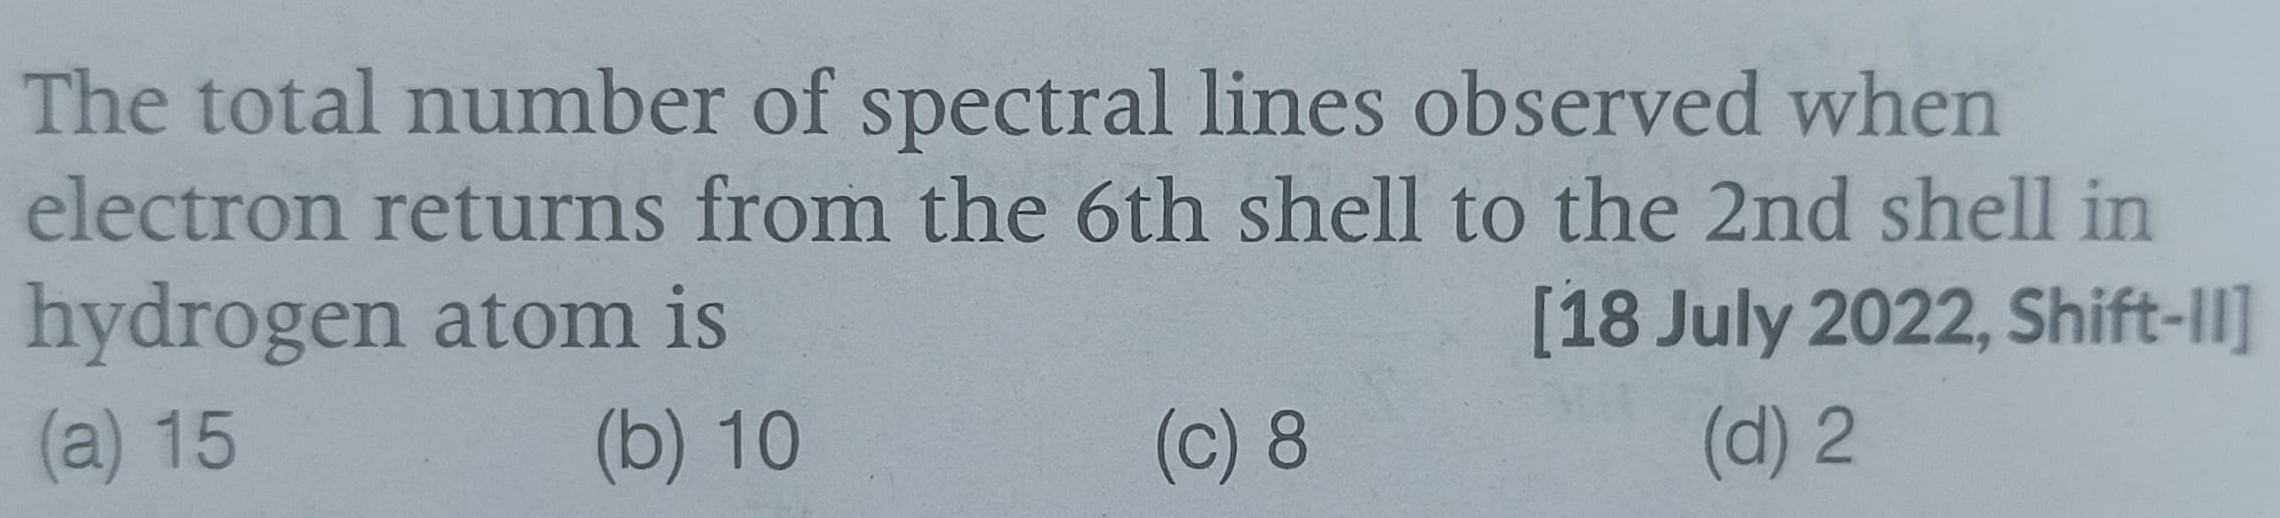 The total number of spectral lines observed when
electron returns from the 6th shell to the 2nd shell in
hydrogen atom is [18 July 2022, Shift-II]
(a) 15 (b) 10 (c) 8 (d) 2